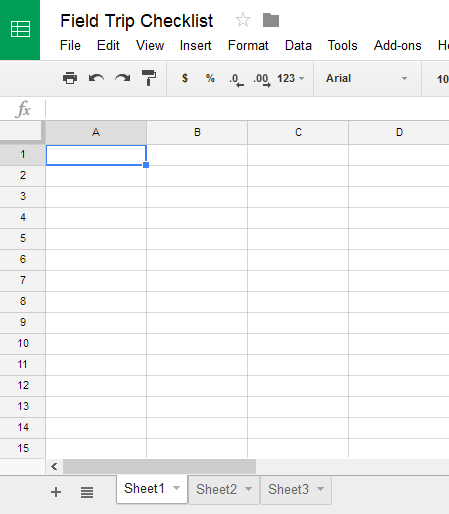 Field Trip Checklist
File Edit View Insert Format Data Tools Add-ons
$ % .0 .00 123 Arial 10
fx
A B C D
1
2
3
4
5
6
7
8
9
10
11
12
13
14
15
Sheet1 Sheet2 Sheet3